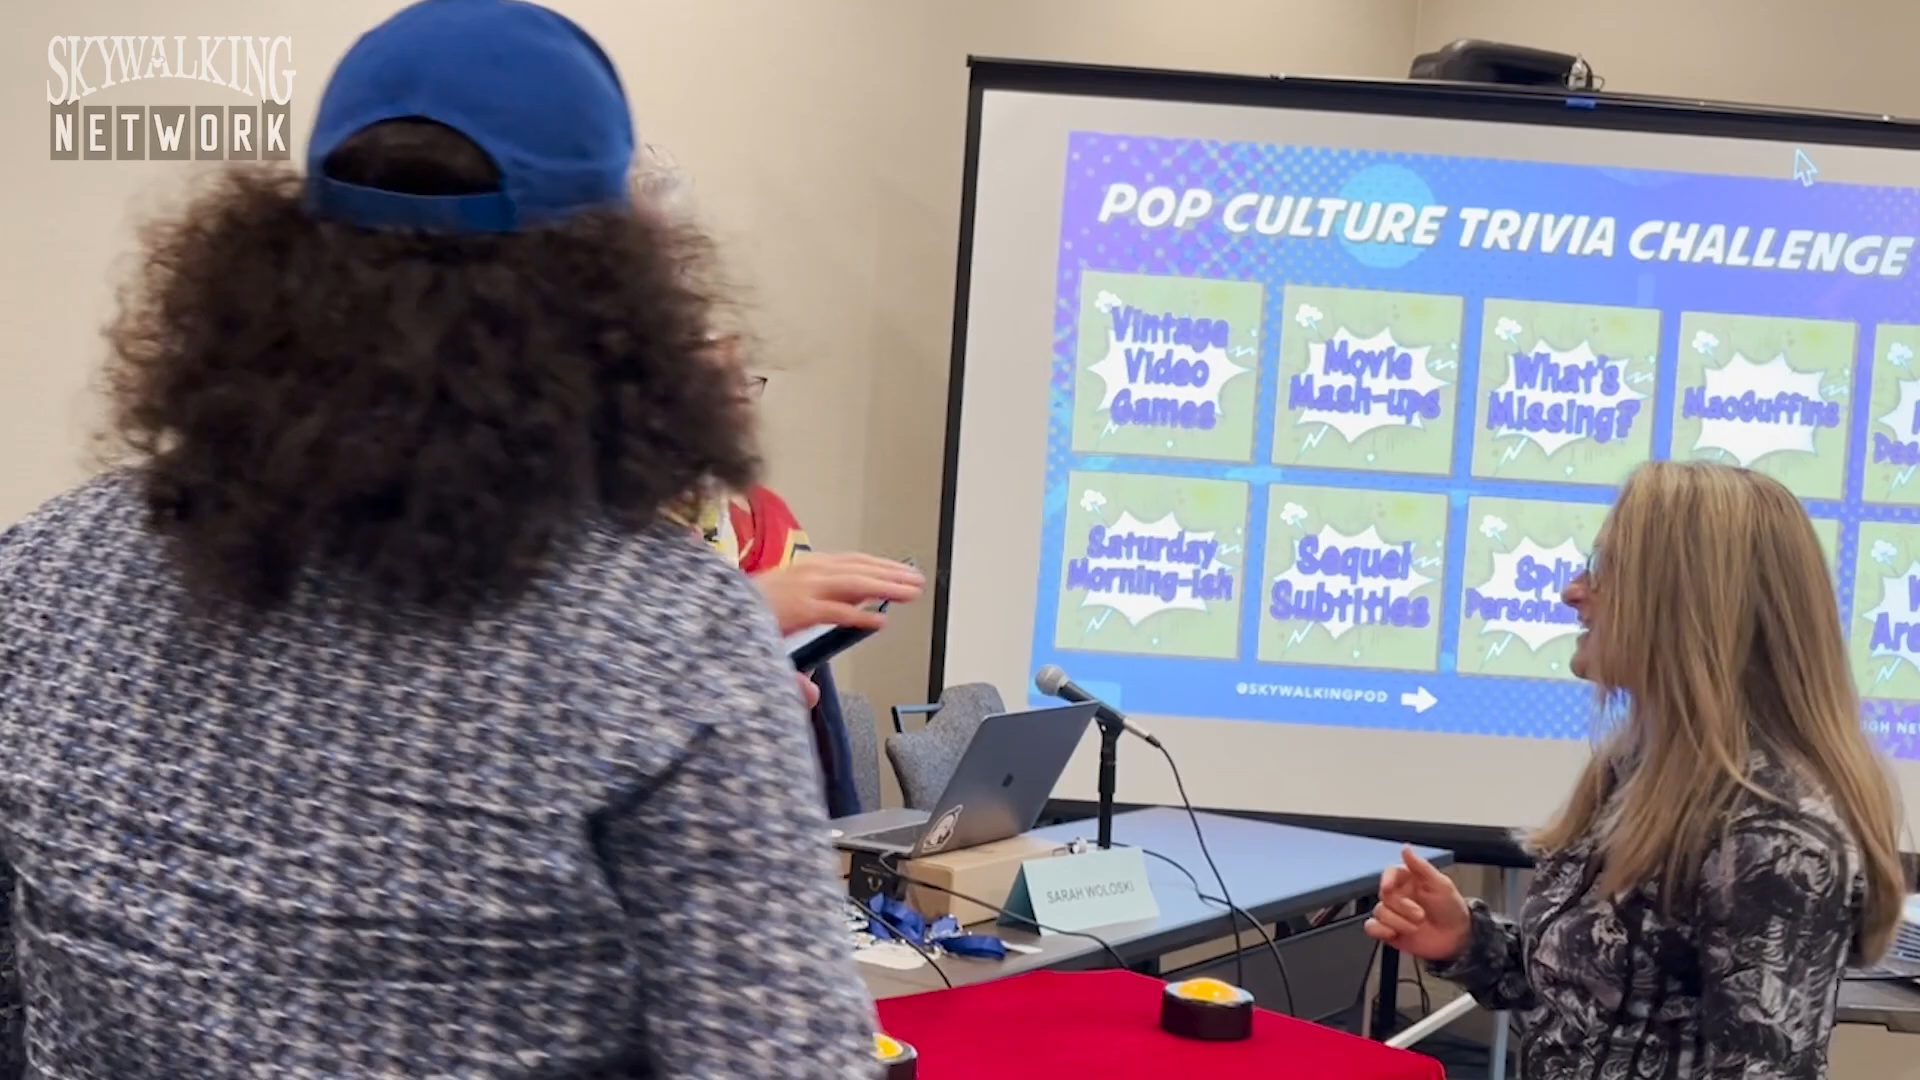 SKYWALKING
NETWORK
POP CULTURE TRIVIA CHALLENGE
Vintage
Video
Games
Movie
Mash-ups
What's
Missing?
MacGuffins
Saturday
Morning-ish
Sequel
Subtitles
@SKYWALKINGPOD
SARAH WOLOSKI